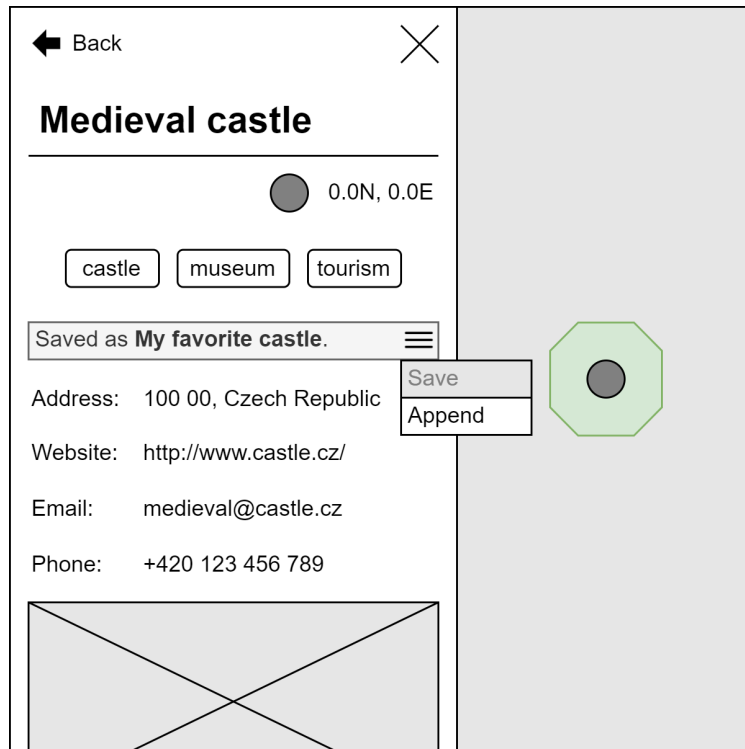 Back
Medieval castle
0.0N, 0.0E
castle museum tourism
Saved as My favorite castle.
Save
Append
Address: 100 00, Czech Republic
Website: http://www.castle.cz/
Email: medieval@castle.cz
Phone: +420 123 456 789